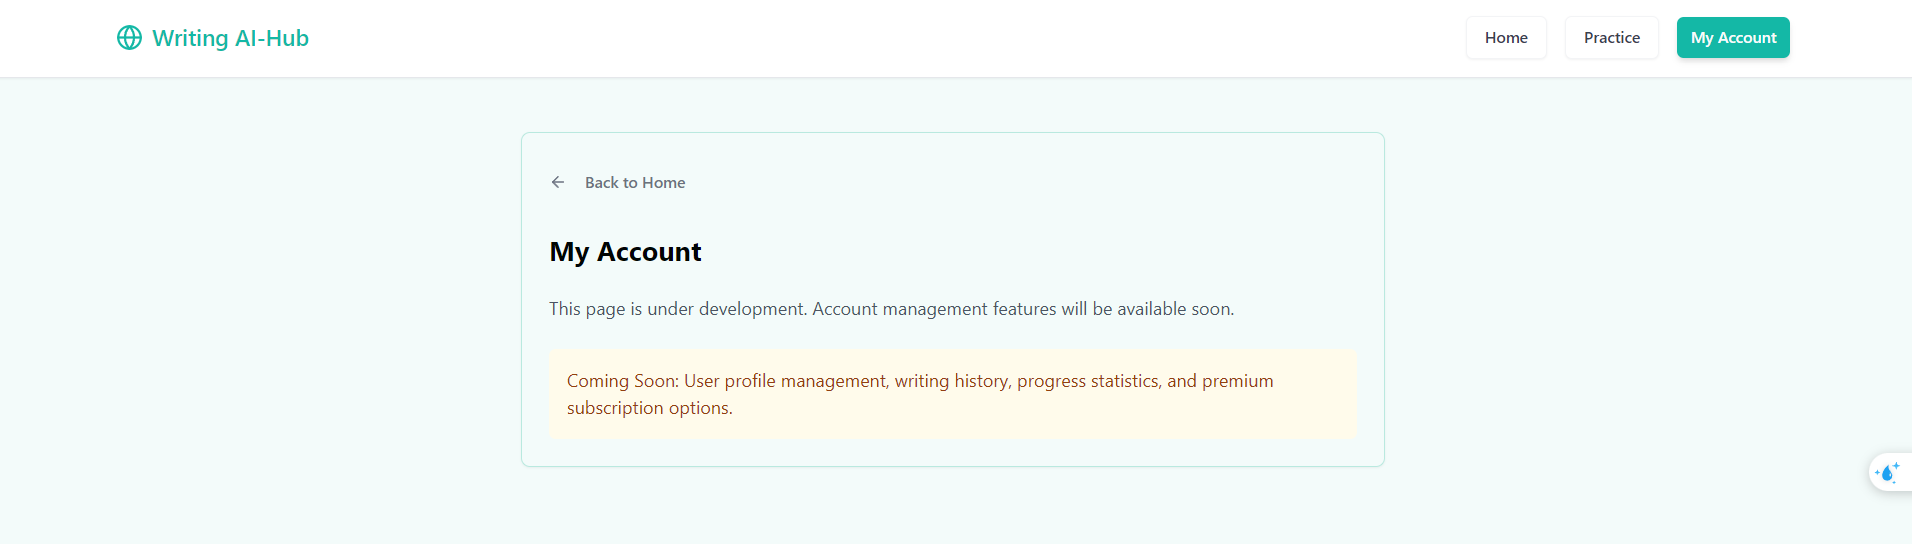 Writing AI-Hub
Home
Practice
My Account
Back to Home
My Account
This page is under development. Account management features will be available soon.
Coming Soon: User profile management, writing history, progress statistics, and premium
subscription options.